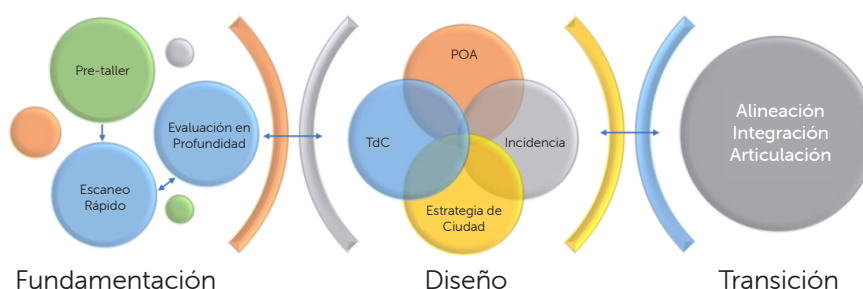 Pre-taller
Evaluación en
Profundidad
Escaneo
Rápido
Fundamentación
POA
TdC
Incidencia
Estrategia de
Ciudad
Diseño
Alineación
Integración
Articulación
Transición